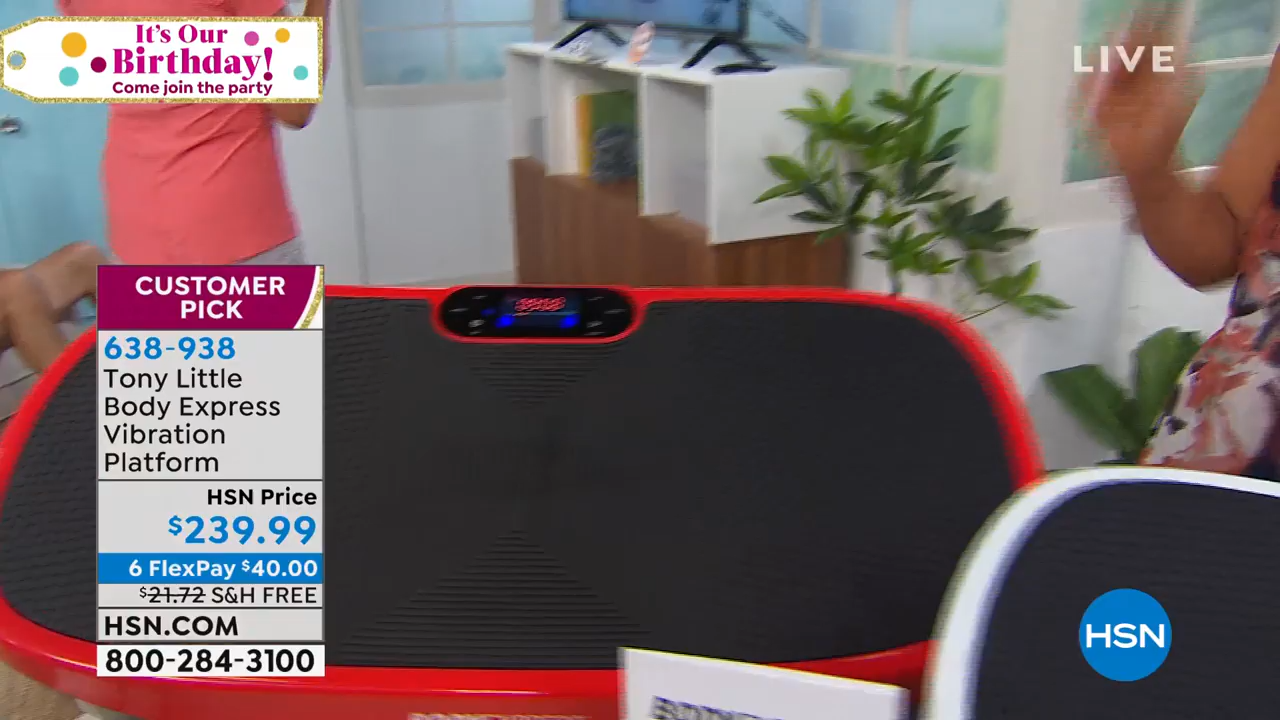 It's Our
Birthday!
Come join the party
LIVE
CUSTOMER
PICK
638-938
Tony Little
Body Express
Vibration
Platform
HSN Price
$239.99
6 FlexPay $40.00
$21.72 S&H FREE
HSN.COM
800-284-3100
HSN